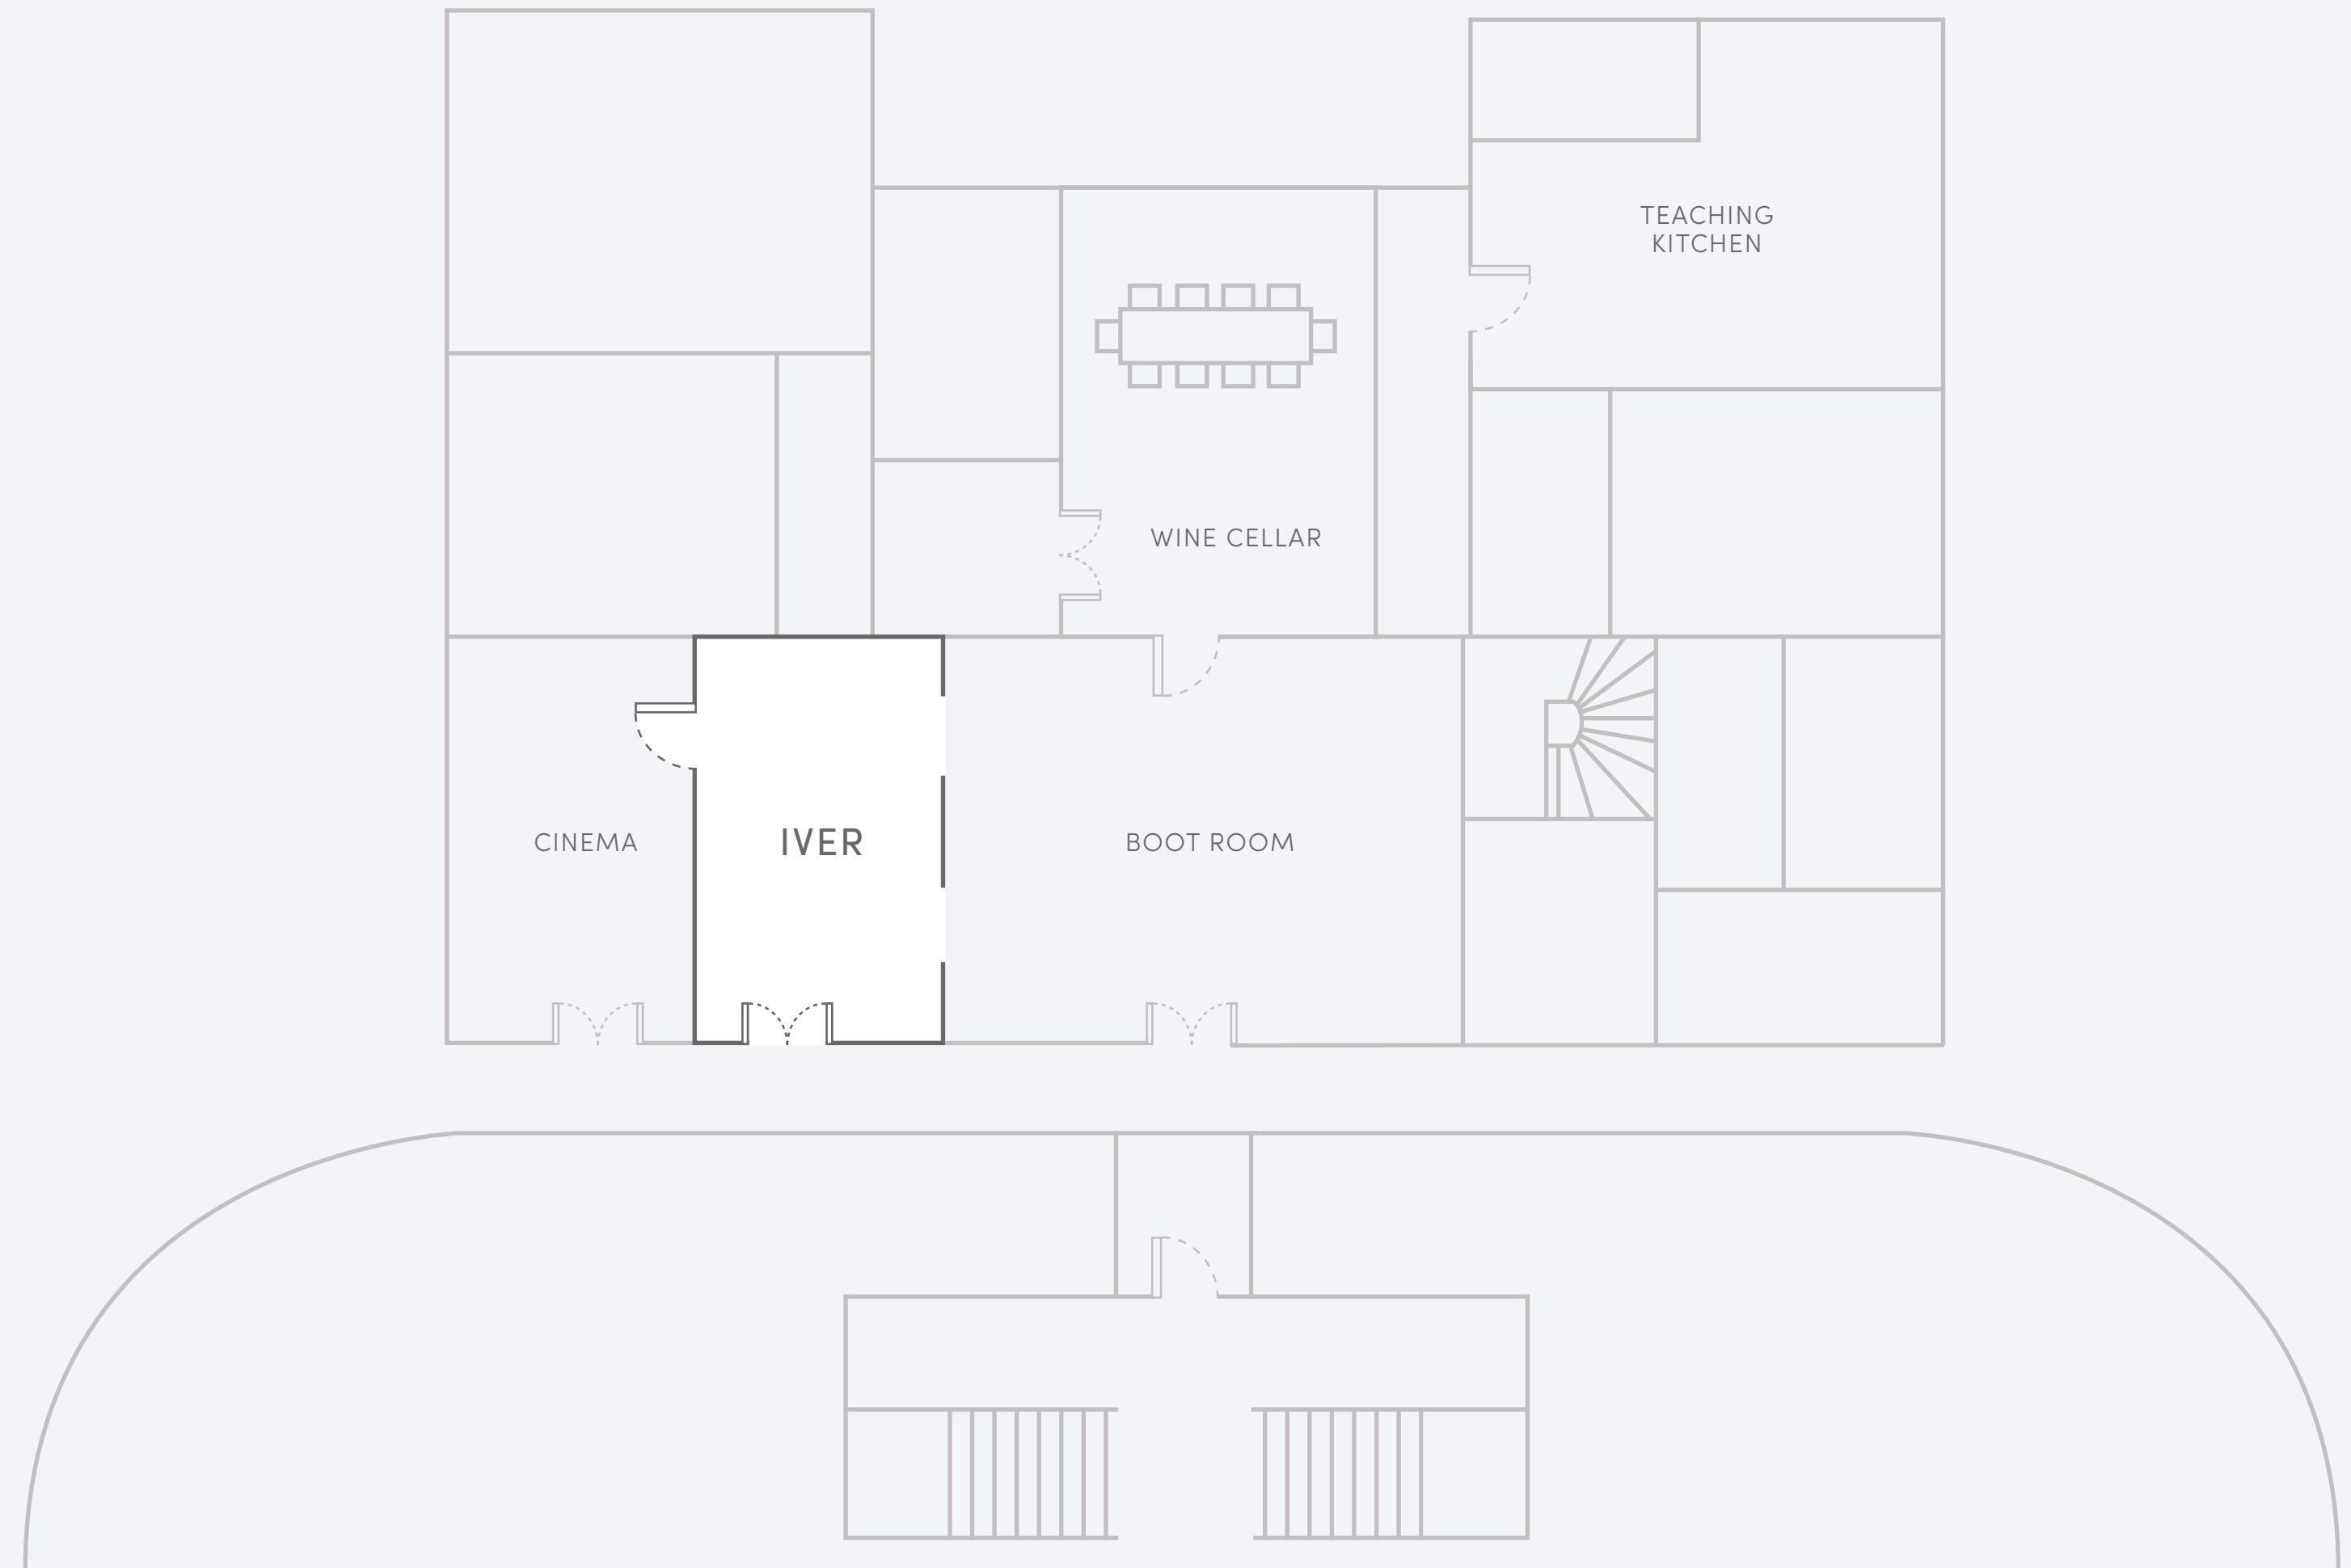 TEACHING
KITCHEN
WINE CELLAR
CINEMA
IVER
BOOT ROOM